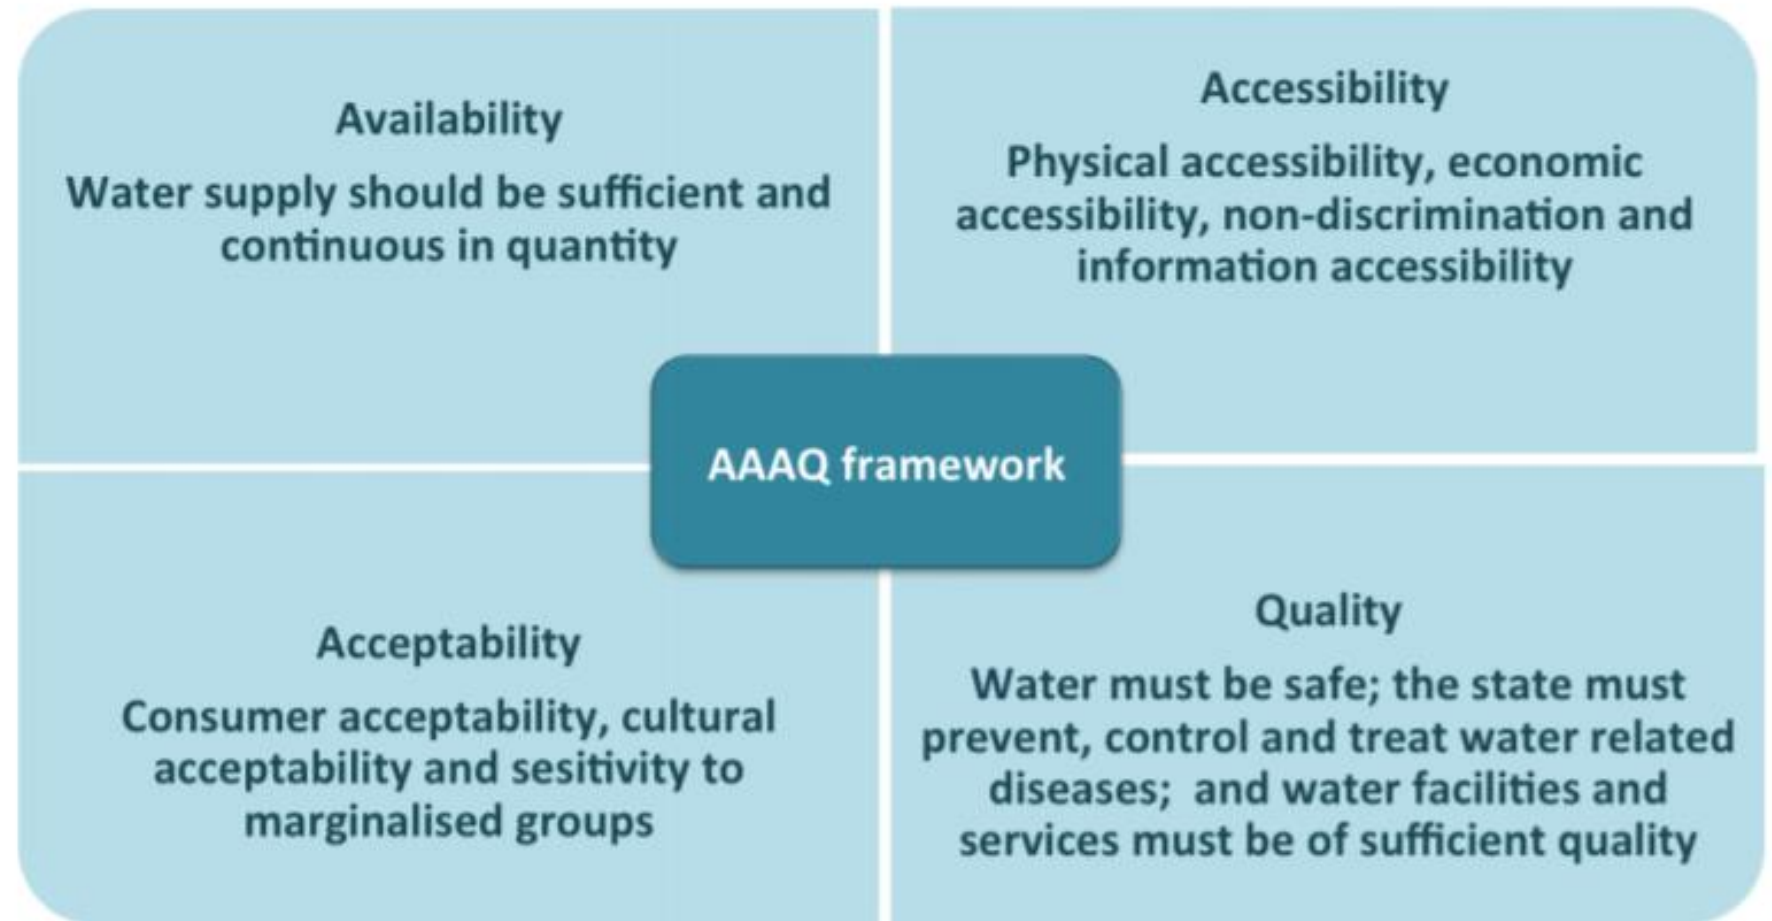 Availability
Water supply should be sufficient and
continuous in quantity
Accessibility
Physical accessibility, economic
accessibility, non-discrimination and
information accessibility
AAAQ framework
Acceptability
Consumer acceptability, cultural
acceptability and sesitivity to
marginalised groups
Quality
Water must be safe; the state must
prevent, control and treat water related
diseases;  and water facilities and
services must be of sufficient quality